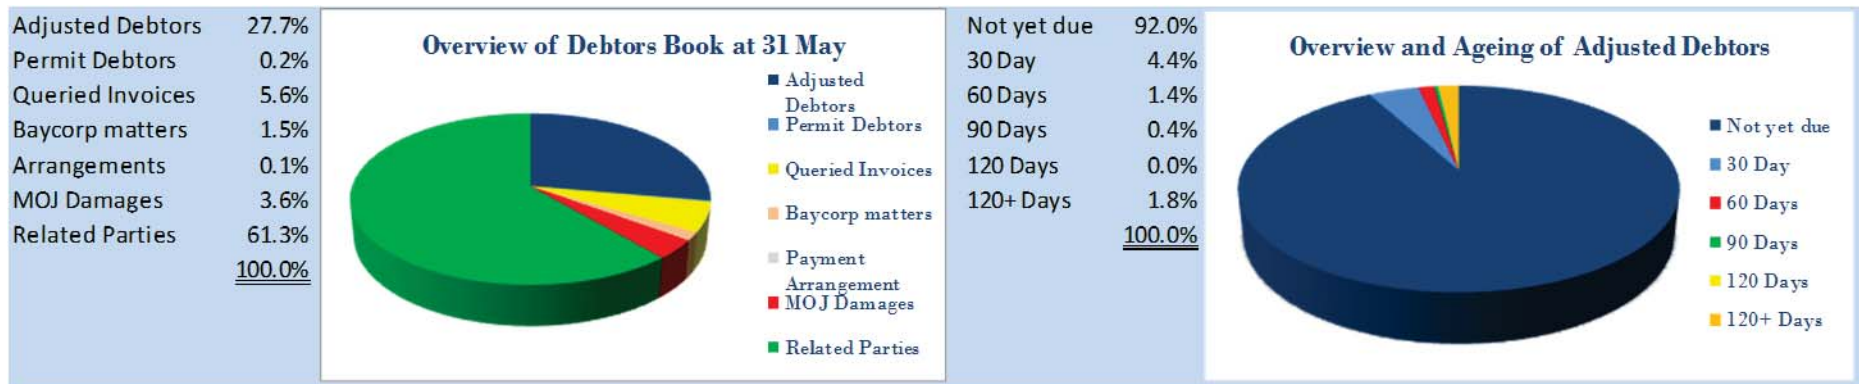 Adjusted Debtors 27.7%
Permit Debtors 0.2%
Queried Invoices 5.6%
Baycorp matters 1.5%
Arrangements 0.1%
MOJ Damages 3.6%
Related Parties 61.3%
100.0%
Overview of Debtors Book at 31 May
Adjusted
Debtors
Permit Debtors
Queried Invoices
Baycorp matters
Payment
Arrangement
MOJ Damages
Related Parties
Not yet due 92.0%
30 Day 4.4%
60 Days 1.4%
90 Days 0.4%
120 Days 0.0%
120+ Days 1.8%
100.0%
Overview and Ageing of Adjusted Debtors
Not yet due
30 Day
60 Days
90 Days
120 Days
120+ Days